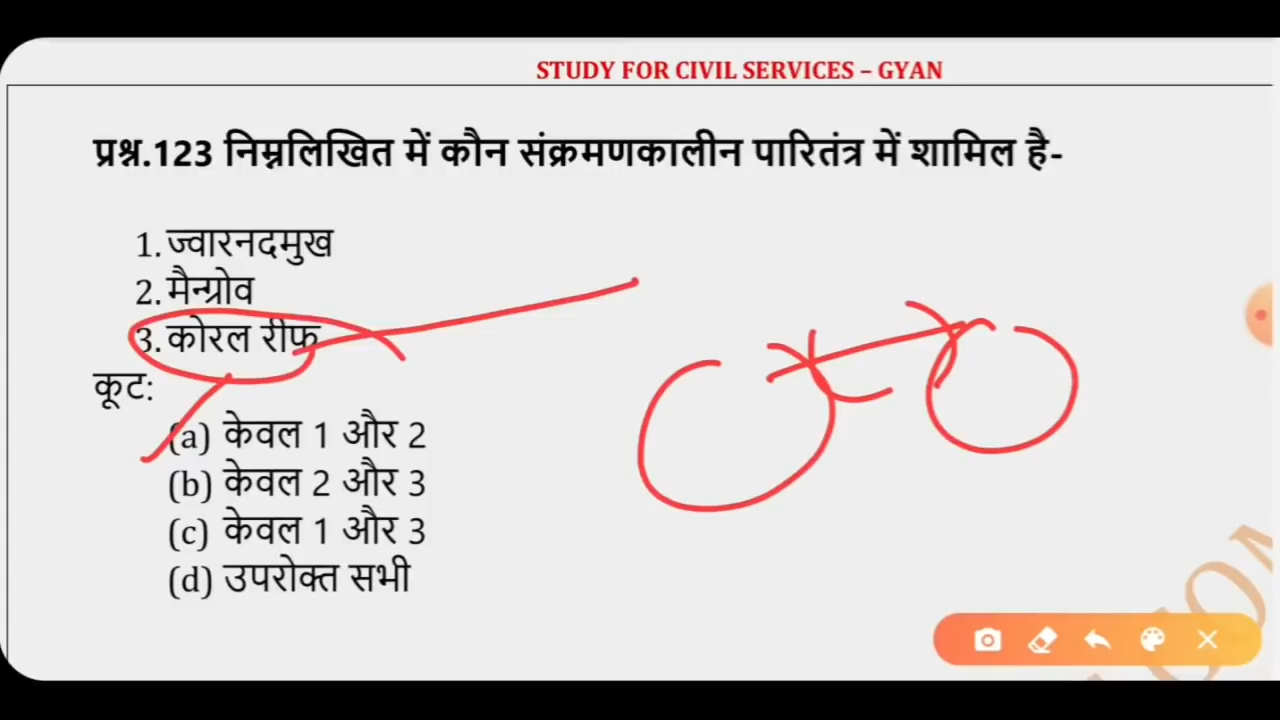 STUDY FOR CIVIL SERVICES – GYAN
प्रश्न.123 निम्नलिखित में कौन संक्रमणकालीन पारितंत्र में शामिल है-
1. ज्वारनदमुख
2. मैन्ग्रोव
3. कोरल रीफ
कूट:
(a) केवल 1 और 2
(b) केवल 2 और 3
(c) केवल 1 और 3
(d) उपरोक्त सभी